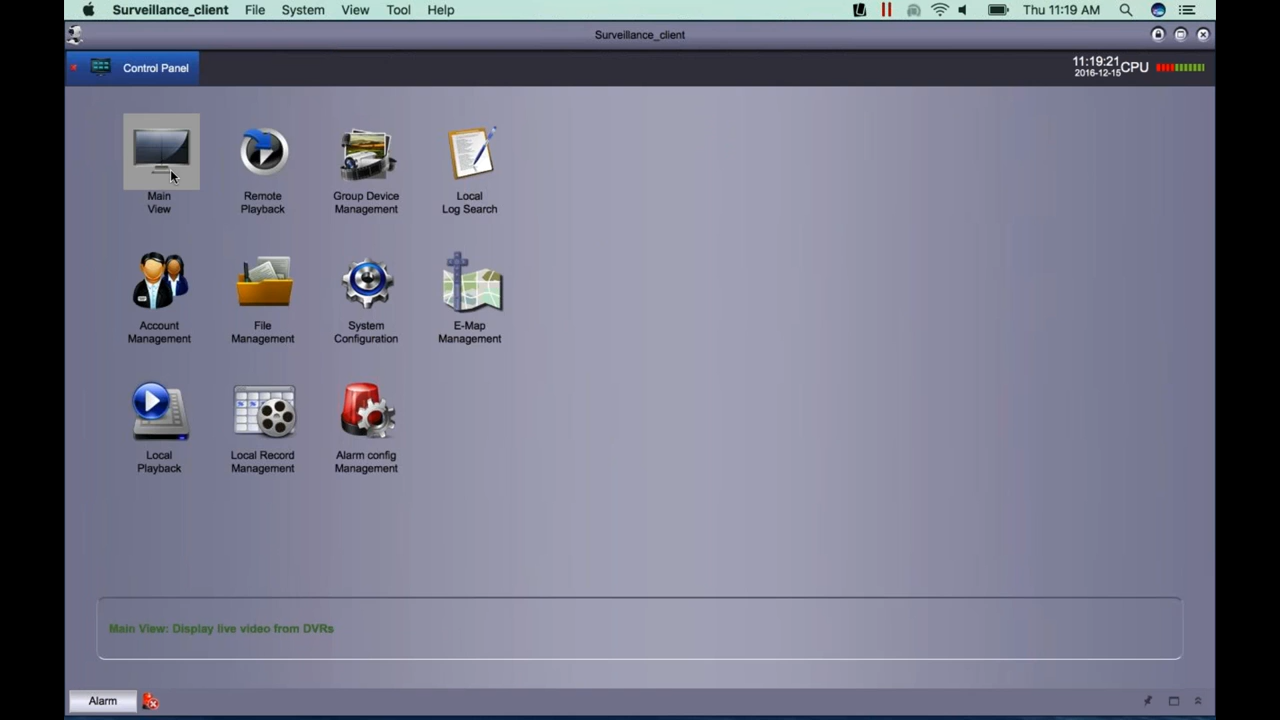 Surveillance_client File System View Tool Help Thu 11:19 AM
Surveillance_client
Control Panel
11:19:21
2016-12-15
CPU
Main
View
Remote
Playback
Group Device
Management
Local
Log Search
Account
Management
File
Management
System
Configuration
E-Map
Management
Local
Playback
Local Record
Management
Alarm config
Management
Main View: Display live video from DVRs
Alarm